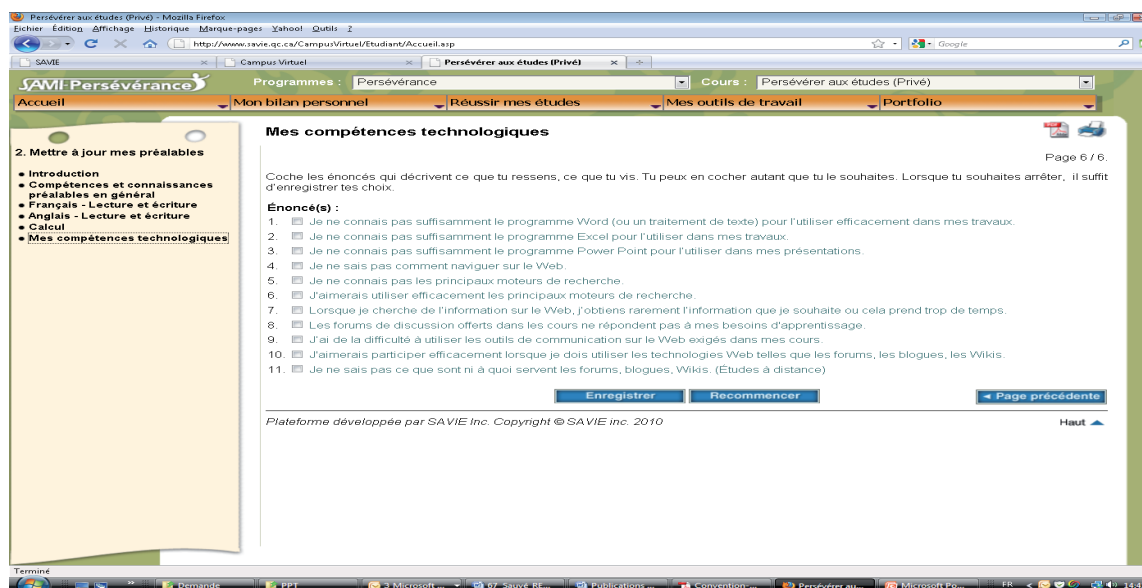 Persévérer aux études (Privé) - Mozilla Firefox
Fichier Édition Affichage Historique Marque-pages Yahoo! Outils ?
http://www.savie.qc.ca/CampusVirtuel/Etudiant/Accueil.asp
Google
SAVIE
Campus Virtuel
Persévérer aux études (Privé)
SAMI-Persévérance
Programmes : Persévérance
Cours : Persévérer aux études (Privé)
Accueil
Mon bilan personnel
Réussir mes études
Mes outils de travail
Portfolio
2. Mettre à jour mes préalables
• Introduction
• Compétences et connaissances
préalables en général
• Français - Lecture et écriture
• Anglais - Lecture et écriture
• Calcul
• Mes compétences technologiques
Mes compétences technologiques
Page 6 / 6.
Coche les énoncés qui décrivent ce que tu ressens, ce que tu vis. Tu peux en cocher autant que tu le souhaites. Lorsque tu souhaites arrêter, il suffit
d'enregistrer tes choix.
Énoncé(s) :
1. Je ne connais pas suffisamment le programme Word (ou un traitement de texte) pour l'utiliser efficacement dans mes travaux.
2. Je ne connais pas suffisamment le programme Excel pour l'utiliser dans mes travaux.
3. Je ne connais pas suffisamment le programme Power Point pour l'utiliser dans mes présentations.
4. Je ne sais pas comment naviguer sur le Web.
5. Je ne connais pas les principaux moteurs de recherche.
6. J'aimerais utiliser efficacement les principaux moteurs de recherche.
7. Lorsque je cherche de l'information sur le Web, j'obtiens rarement l'information que je souhaite ou cela prend trop de temps.
8. Les forums de discussion offerts dans les cours ne répondent pas à mes besoins d'apprentissage.
9. J'ai de la difficulté à utiliser les outils de communication sur le Web exigés dans mes cours.
10. J'aimerais participer efficacement lorsque je dois utiliser les technologies Web telles que les forums, les blogues, les Wikis.
11. Je ne sais pas ce que sont ni à quoi servent les forums, blogues, Wikis. (Études à distance)
Enregistrer
Recommencer
◄ Page précédente
Plateforme développée par SAVIE Inc. Copyright © SAVIE inc. 2010
Haut
Terminé
Demande
PPT
3 Microsoft ...
67 Sauvé RE...
Publications ...
Convention-...
Persévérer au...
Microsoft Po...
FR